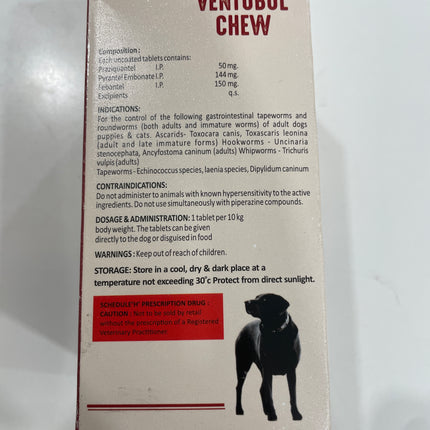 VENTOBOL
CHEW
Composition:
Each uncoated tablets contains:
Praziquantel I.P. 50 mg.
Pyrantel Embonate I.P. 144 mg.
Febantel I.P. 150 mg.
Excipients q.s.
INDICATIONS:
For the control of the following gastrointestinal tapeworms and
roundworms (both adults and immature worms) of adult dogs
puppies & cats. Ascarids- Toxocara canis, Toxascaris leonina
(adult and late immature forms) Hookworms - Uncinaria
stenocephata, Ancyfostoma caninum (adults) Whipworms - Trichuris
vulpis (adults)
Tapeworms - Echinococcus species, laenia species, Dipylidum caninum
CONTRAINDICATIONS:
Do not administer to animals with known hypersensitivity to the active
ingredients. Do not use simultaneously with piperazine compounds.
DOSAGE & ADMINISTRATION: 1 tablet per 10 kg
body weight. The tablets can be given
directly to the dog or disguised in food
WARNINGS : Keep out of reach of children.
STORAGE: Store in a cool, dry & dark place at a
temperature not exceeding 30°c Protect from direct sunlight.
SCHEDULE'H' PRESCRIPTION DRUG :
CAUTION : Not to be sold by retail
without the prescription of a Registered
Veterinary Practitioner